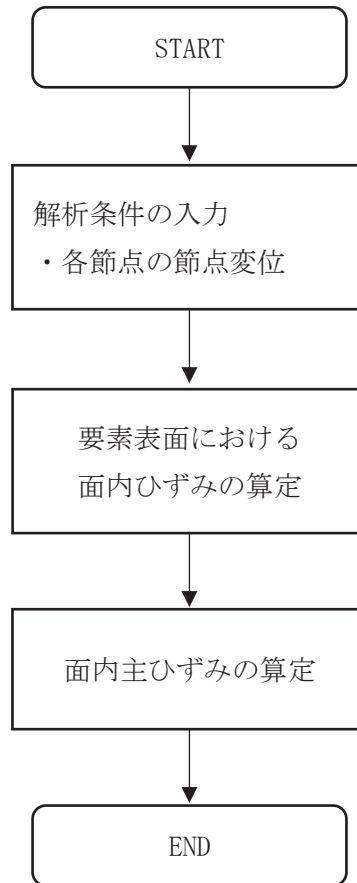 START
解析条件の入力
・各節点の節点変位
要素表面における
面内ひずみの算定
面内主ひずみの算定
END